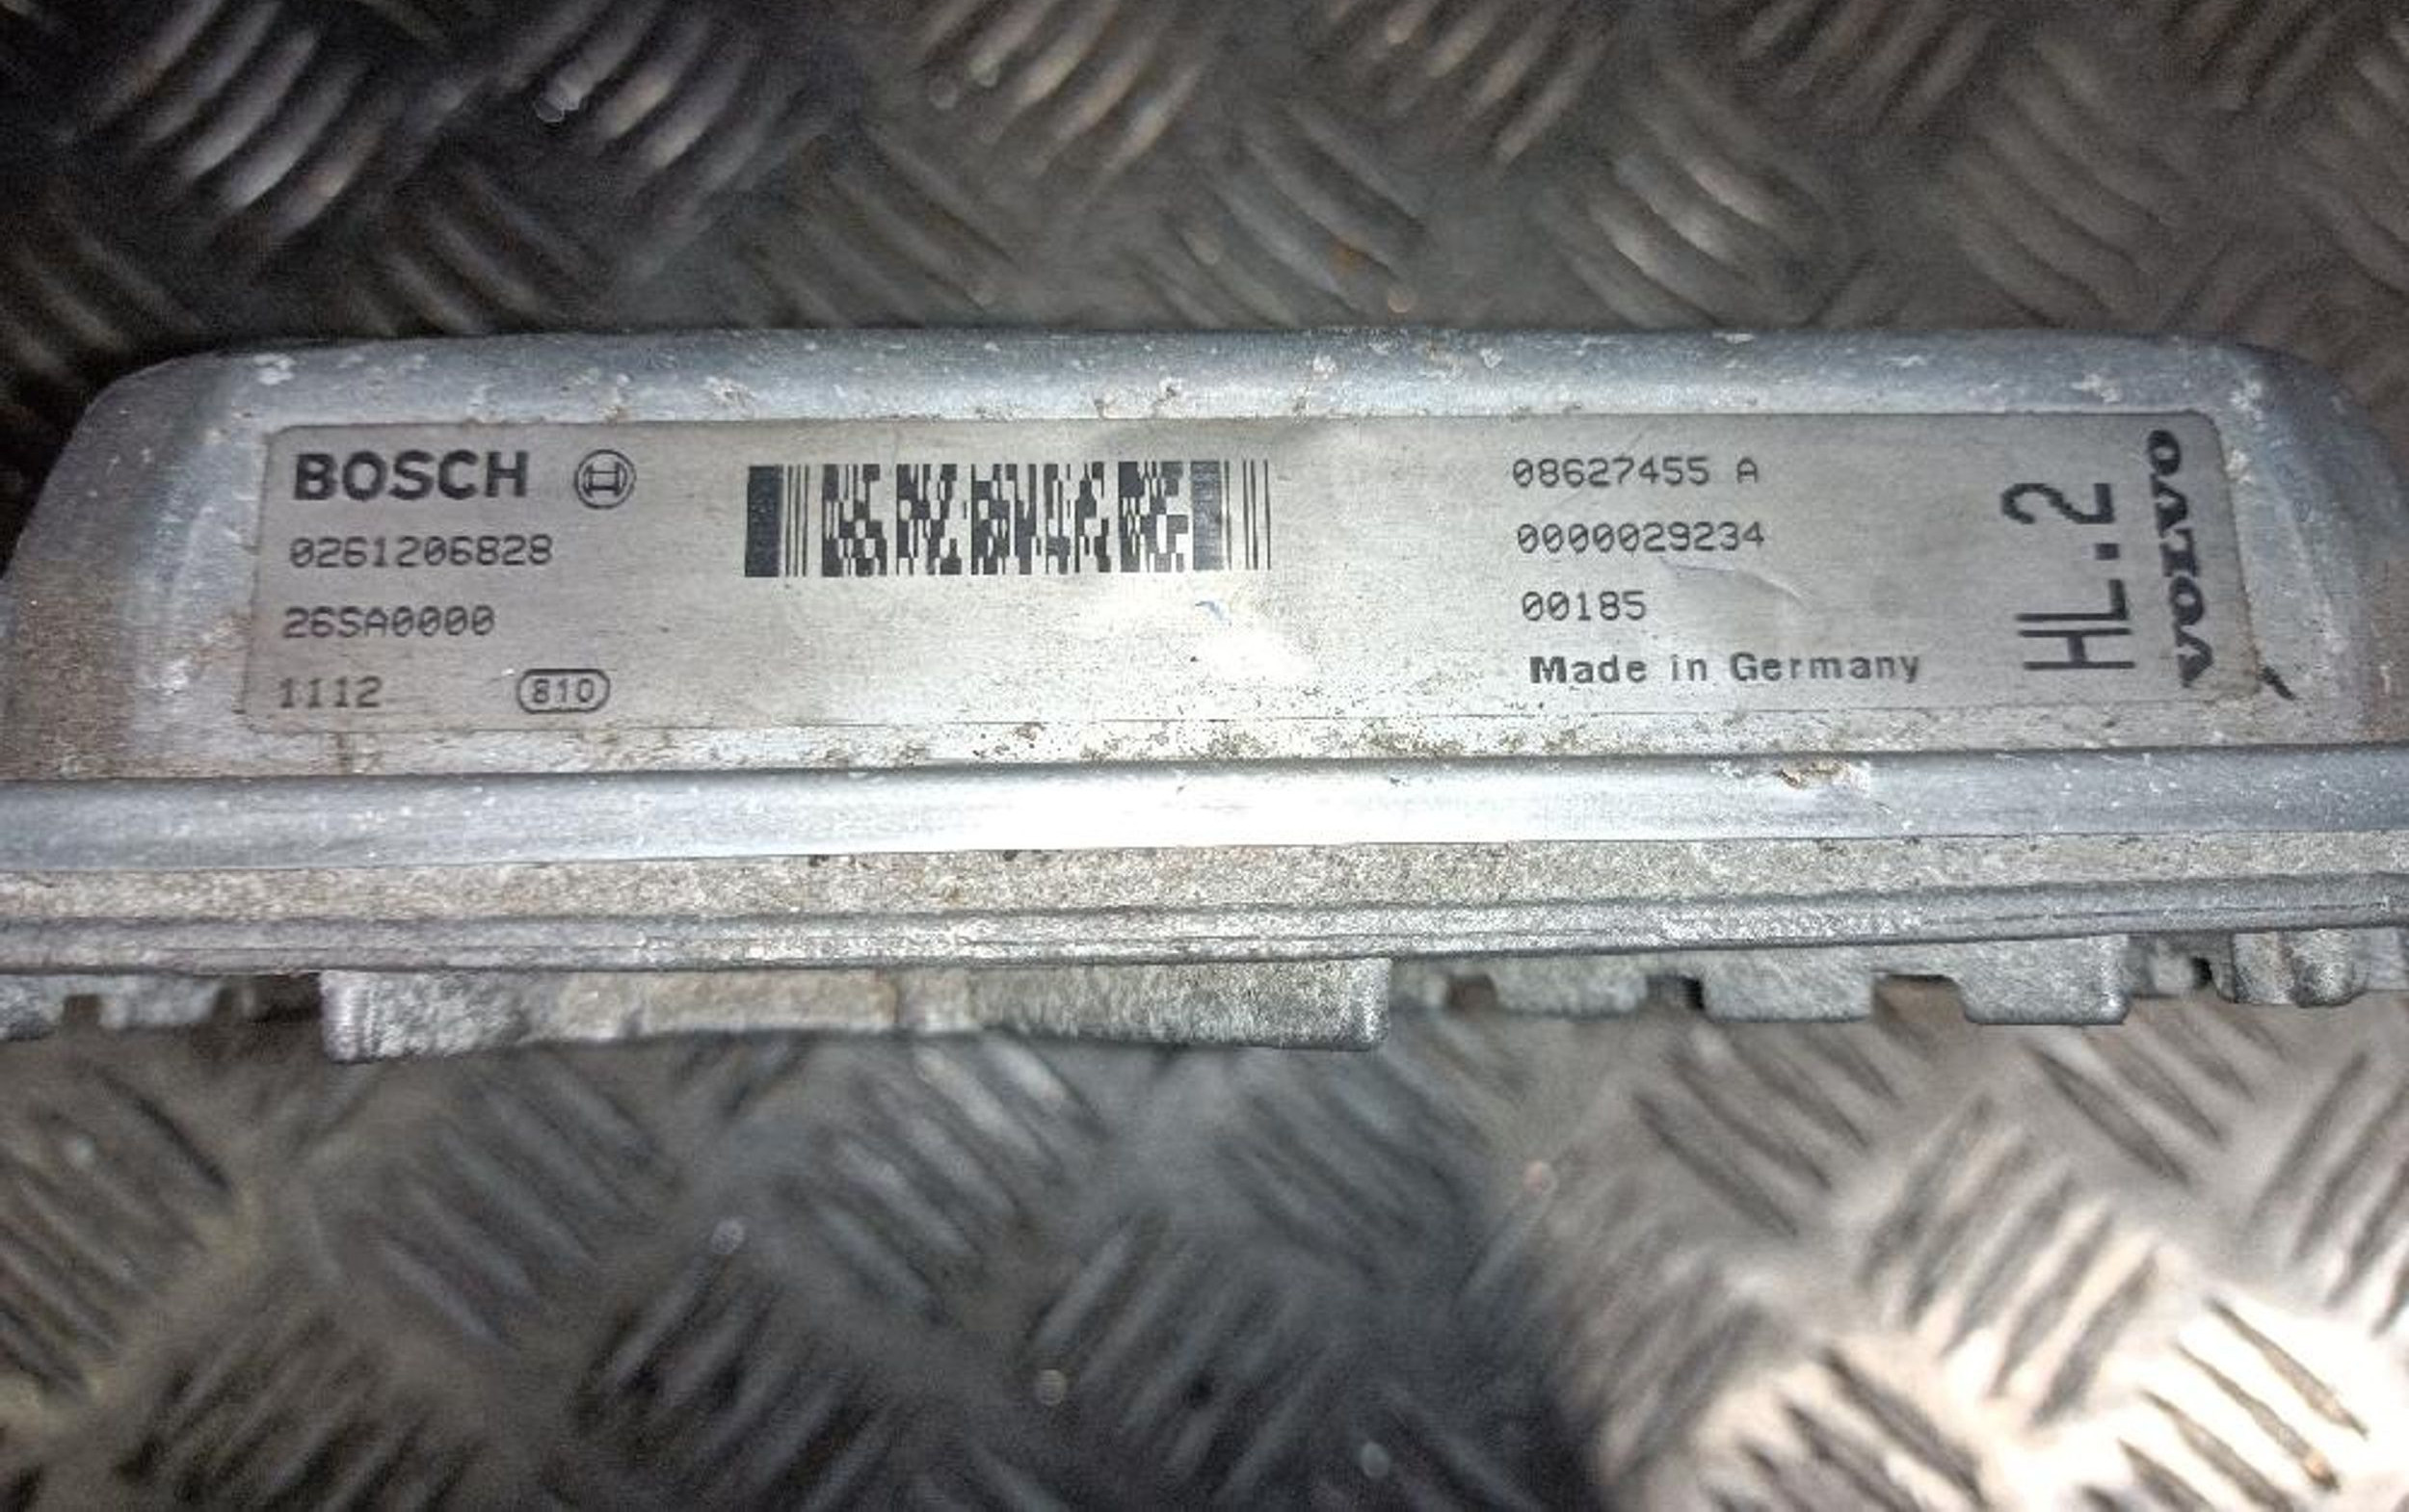 BOSCH
0261206828
26SA0000
1112 810
08627455 A
0000029234
00185
Made in Germany
HL.2
VOLVO